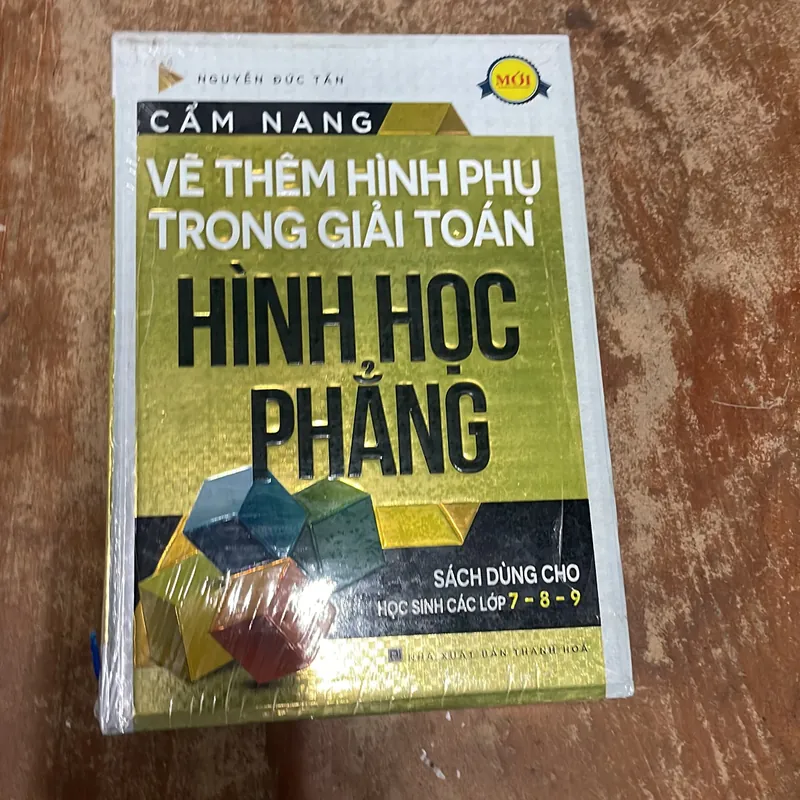 NGUYỄN ĐỨC TẤN
MỚI
CẨM NANG
VẼ THÊM HÌNH PHỤ
TRONG GIẢI TOÁN
HÌNH HỌC
PHẲNG
SÁCH DÙNG CHO
HỌC SINH CÁC LỚP 7 - 8 - 9
NHÀ XUẤT BẢN THANH HOÁ